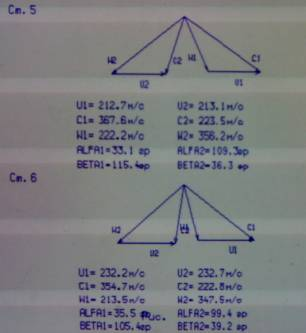 Ст. 5
W2 C2 W1 C1
U2 U1
U1= 212.7м/с U2= 213.1м/с
C1= 367.6м/с C2= 223.5м/с
W1= 222.2м/с W2= 356.2м/с
ALFA1=33.1 гр ALFA2=109.3гр
BETA1=115.4гр BETA2=36.3 гр
Ст. 6
W2 C1
U2 U1
U1= 232.2м/с U2= 232.7м/с
C1= 354.7м/с C2= 222.8м/с
W1= 213.5м/с W2= 347.5м/с
ALFA1=35.5 гр ALFA2=99.4 гр
Рис.
BETA1=105.4гр BETA2=39.2 гр